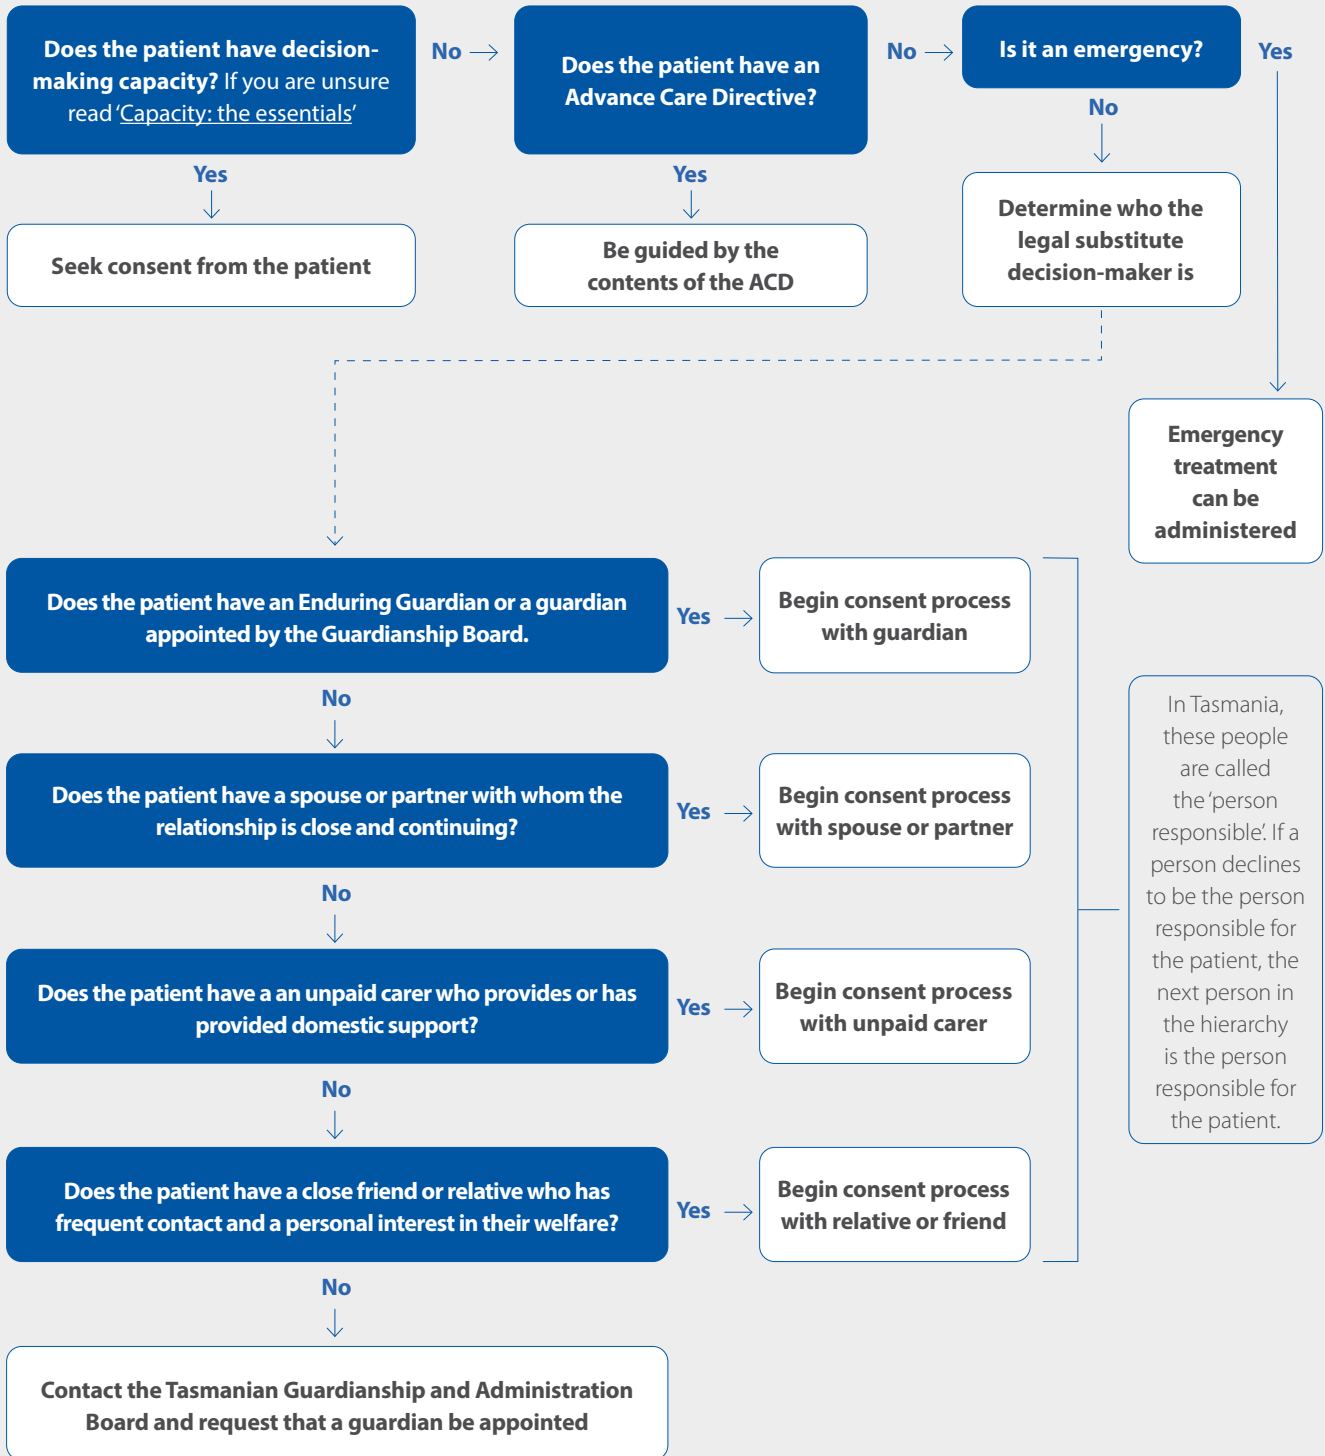 Does the patient have decision-
making capacity? If you are unsure
read ‘Capacity: the essentials’
No
Does the patient have an
Advance Care Directive?
No
Is it an emergency?
Yes
Yes
Seek consent from the patient
Yes
Be guided by the
contents of the ACD
No
Determine who the
legal substitute
decision-maker is
Emergency
treatment
can be
administered
Does the patient have an Enduring Guardian or a guardian
appointed by the Guardianship Board.
Yes
Begin consent process
with guardian
No
Does the patient have a spouse or partner with whom the
relationship is close and continuing?
Yes
Begin consent process
with spouse or partner
No
Does the patient have a an unpaid carer who provides or has
provided domestic support?
Yes
Begin consent process
with unpaid carer
No
Does the patient have a close friend or relative who has
frequent contact and a personal interest in their welfare?
Yes
Begin consent process
with relative or friend
In Tasmania,
these people
are called
the ‘person
responsible’. If a
person declines
to be the person
responsible for
the patient, the
next person in
the hierarchy
is the person
responsible for
the patient.
No
Contact the Tasmanian Guardianship and Administration
Board and request that a guardian be appointed